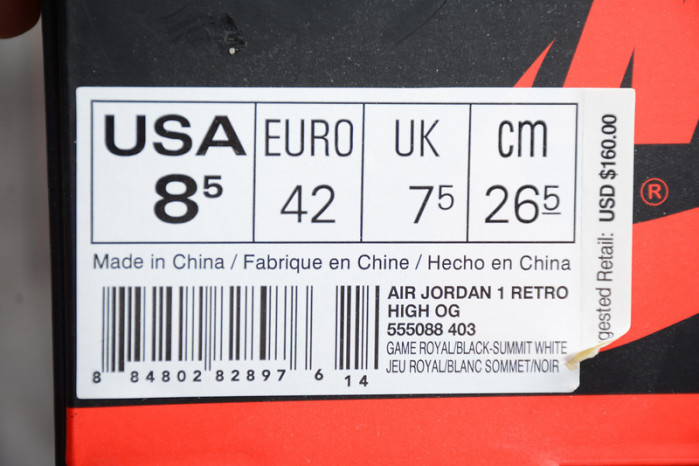 USA EURO UK cm
8⁵ 42 7⁵ 26⁵
Made in China / Fabrique en Chine / Hecho en China
AIR JORDAN 1 RETRO
HIGH OG
555088 403
GAME ROYAL/BLACK-SUMMIT WHITE
JEU ROYAL/BLANC SOMMET/NOIR
8 84802 82897 6 14
gested Retail: USD $160.00
®